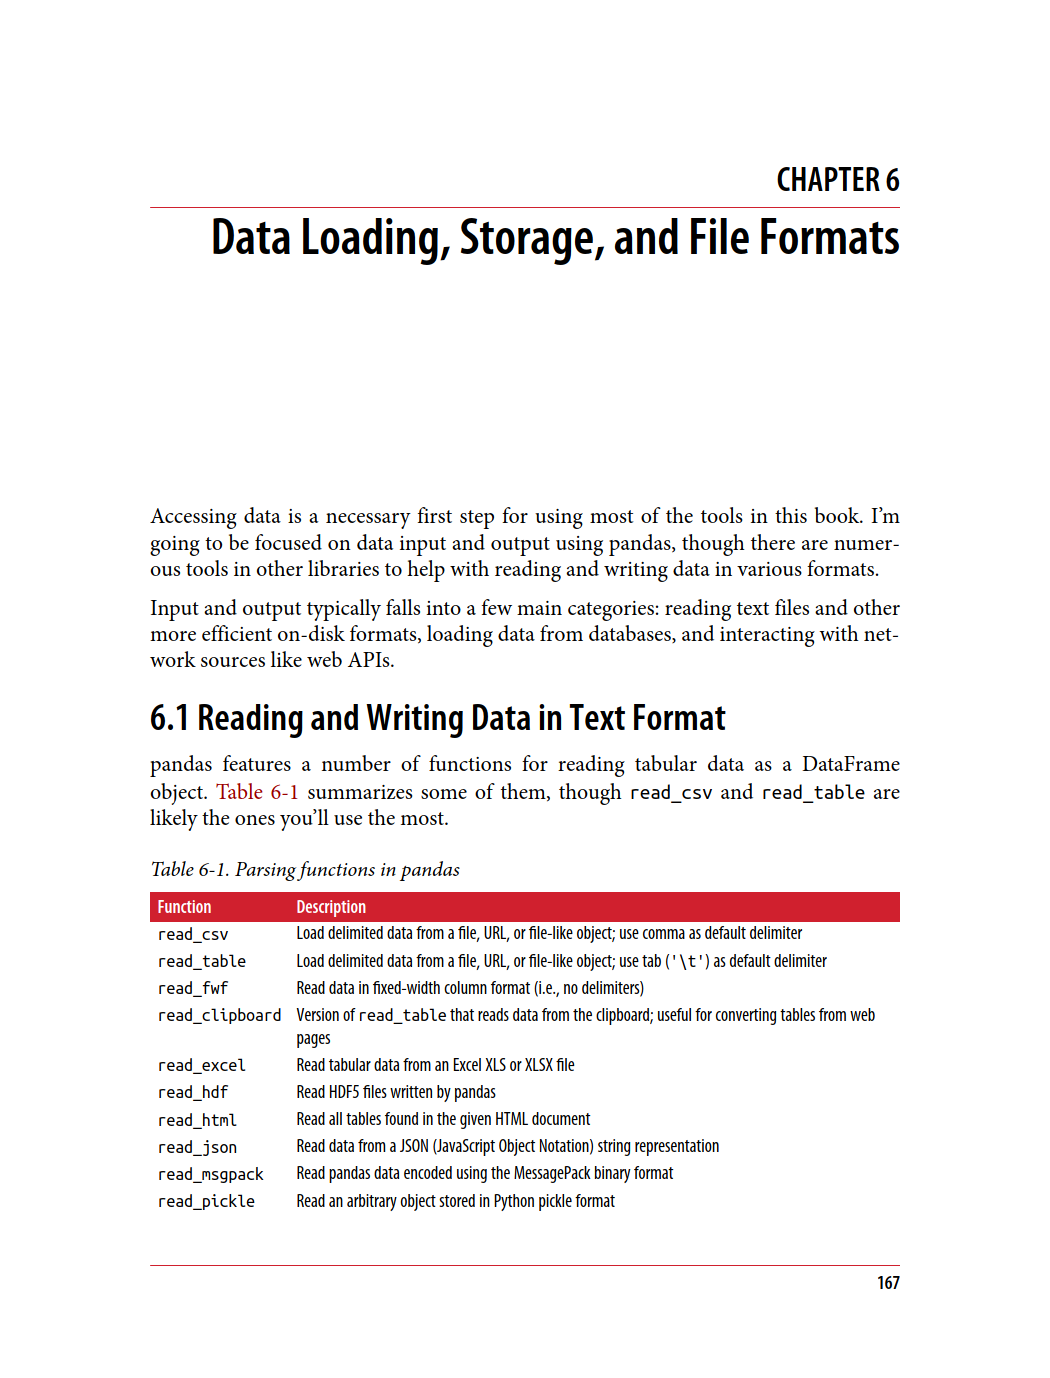 CHAPTER 6
Data Loading, Storage, and File Formats
Accessing data is a necessary first step for using most of the tools in this book. I’m
going to be focused on data input and output using pandas, though there are numer-
ous tools in other libraries to help with reading and writing data in various formats.
Input and output typically falls into a few main categories: reading text files and other
more efficient on-disk formats, loading data from databases, and interacting with net-
work sources like web APIs.
6.1 Reading and Writing Data in Text Format
pandas features a number of functions for reading tabular data as a DataFrame
object. Table 6-1 summarizes some of them, though read_csv and read_table are
likely the ones you’ll use the most.
Table 6-1. Parsing functions in pandas
Function Description
read_csv Load delimited data from a file, URL, or file-like object; use comma as default delimiter
read_table Load delimited data from a file, URL, or file-like object; use tab ('\t') as default delimiter
read_fwf Read data in fixed-width column format (i.e., no delimiters)
read_clipboard Version of read_table that reads data from the clipboard; useful for converting tables from web
pages
read_excel Read tabular data from an Excel XLS or XLSX file
read_hdf Read HDF5 files written by pandas
read_html Read all tables found in the given HTML document
read_json Read data from a JSON (JavaScript Object Notation) string representation
read_msgpack Read pandas data encoded using the MessagePack binary format
read_pickle Read an arbitrary object stored in Python pickle format
167